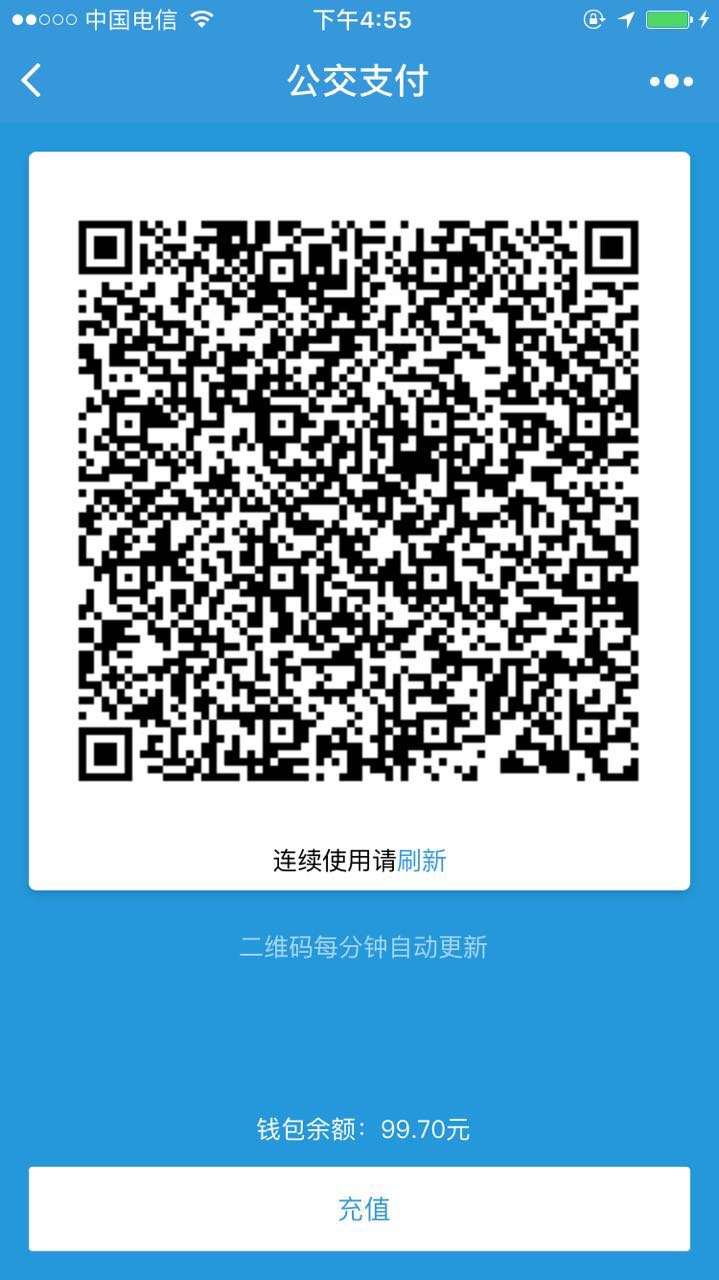 中国电信 下午4:55
公交支付
连续使用请刷新
二维码每分钟自动更新
钱包余额：99.70元
充值